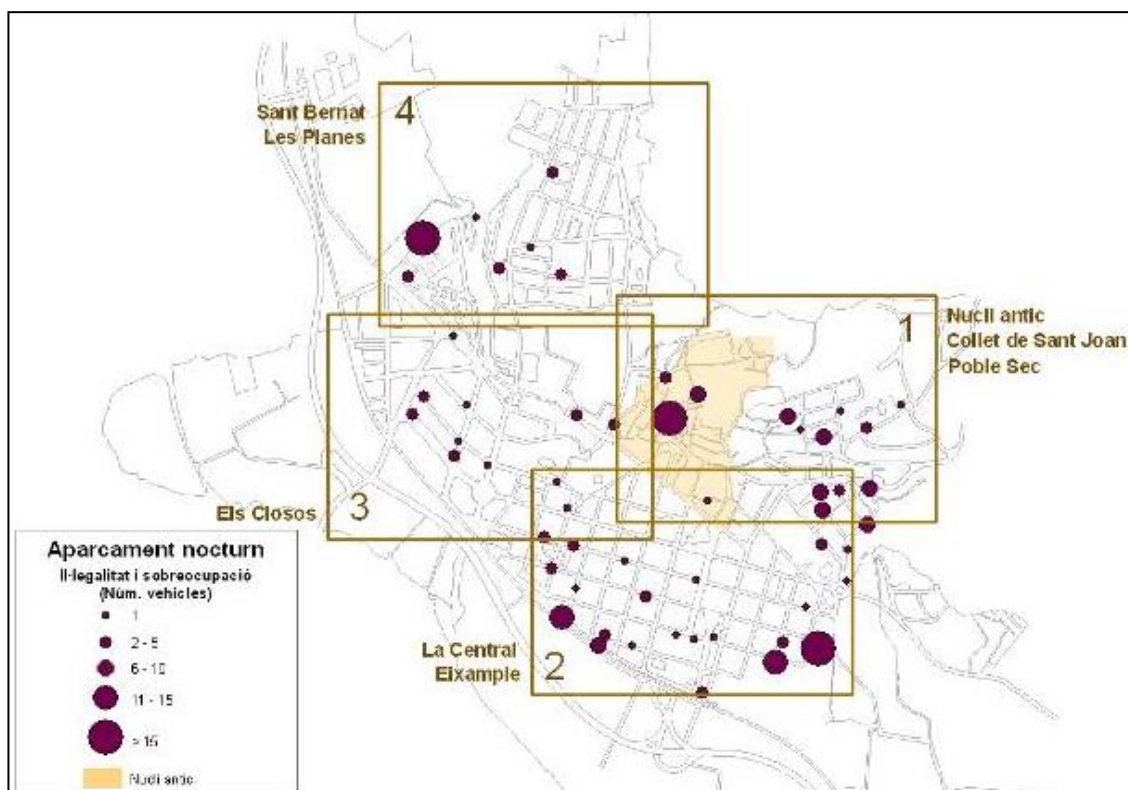 Sant Bernat
Les Planes
4
1
Nucli antic
Collet de Sant Joan
Poble Sec
3
Els Closos
2
La Central
Eixample
Aparcament nocturn
Il·legalitat i sobreocupació
(Núm. vehicles)
1
2 - 5
6 - 10
11 - 15
> 15
Nucli antic